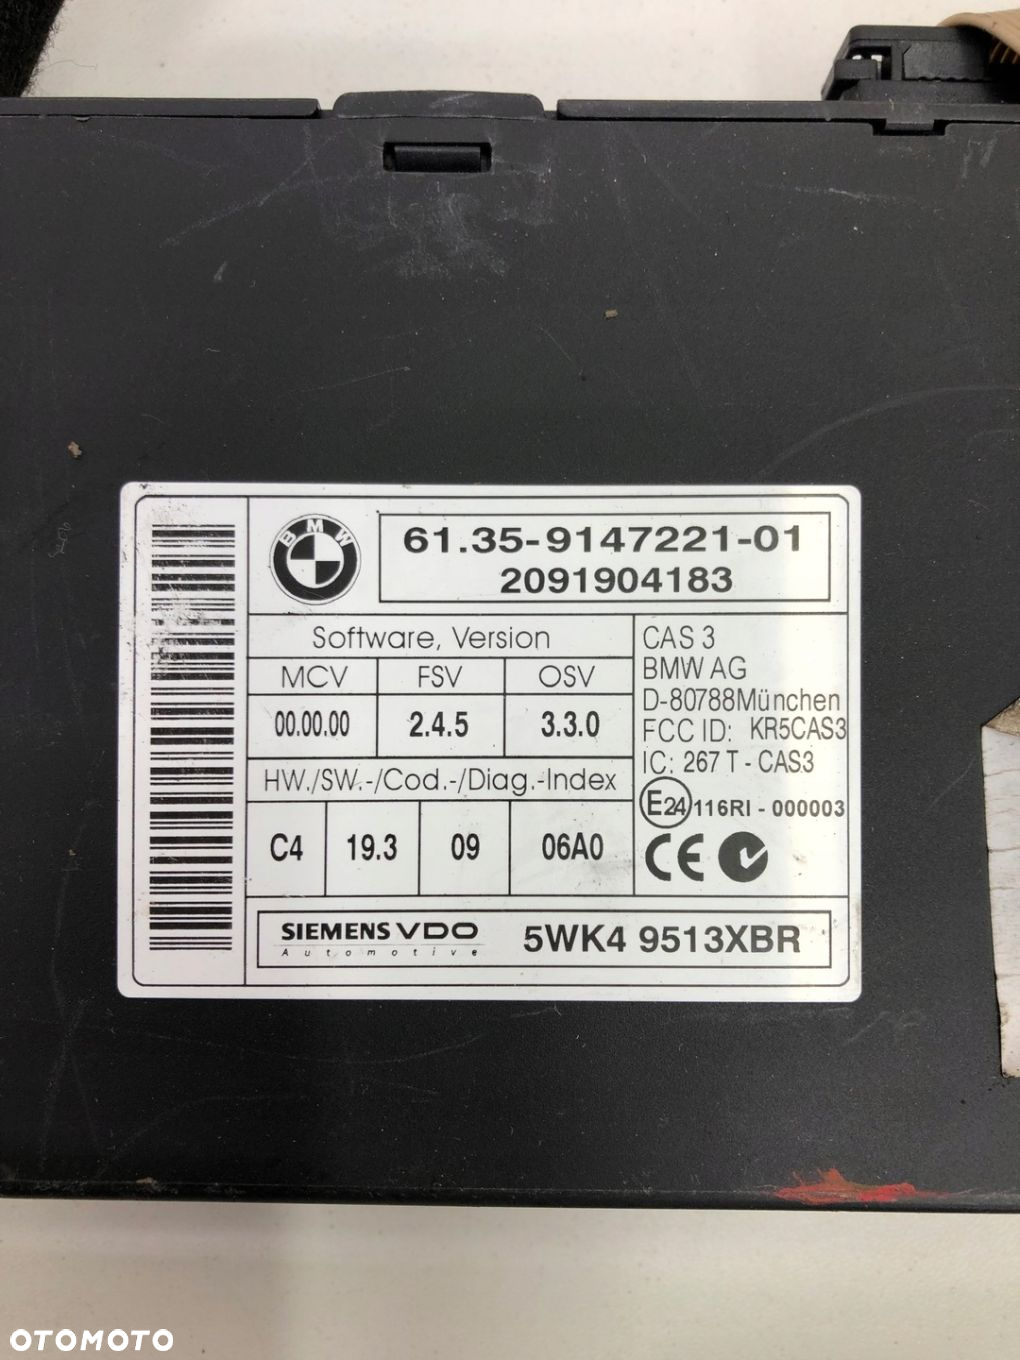 BMW
61.35-9147221-01
2091904183
Software, Version
MCV FSV OSV
00.00.00 2.4.5 3.3.0
HW./SW.-/Cod.-/Diag.-Index
C4 19.3 09 06A0
CAS 3
BMW AG
D-80788München
FCC ID: KR5CAS3
IC: 267 T - CAS3
E24 116RI - 000003
CE
SIEMENS VDO
Automotive
5WK4 9513XBR
OTOMOTO